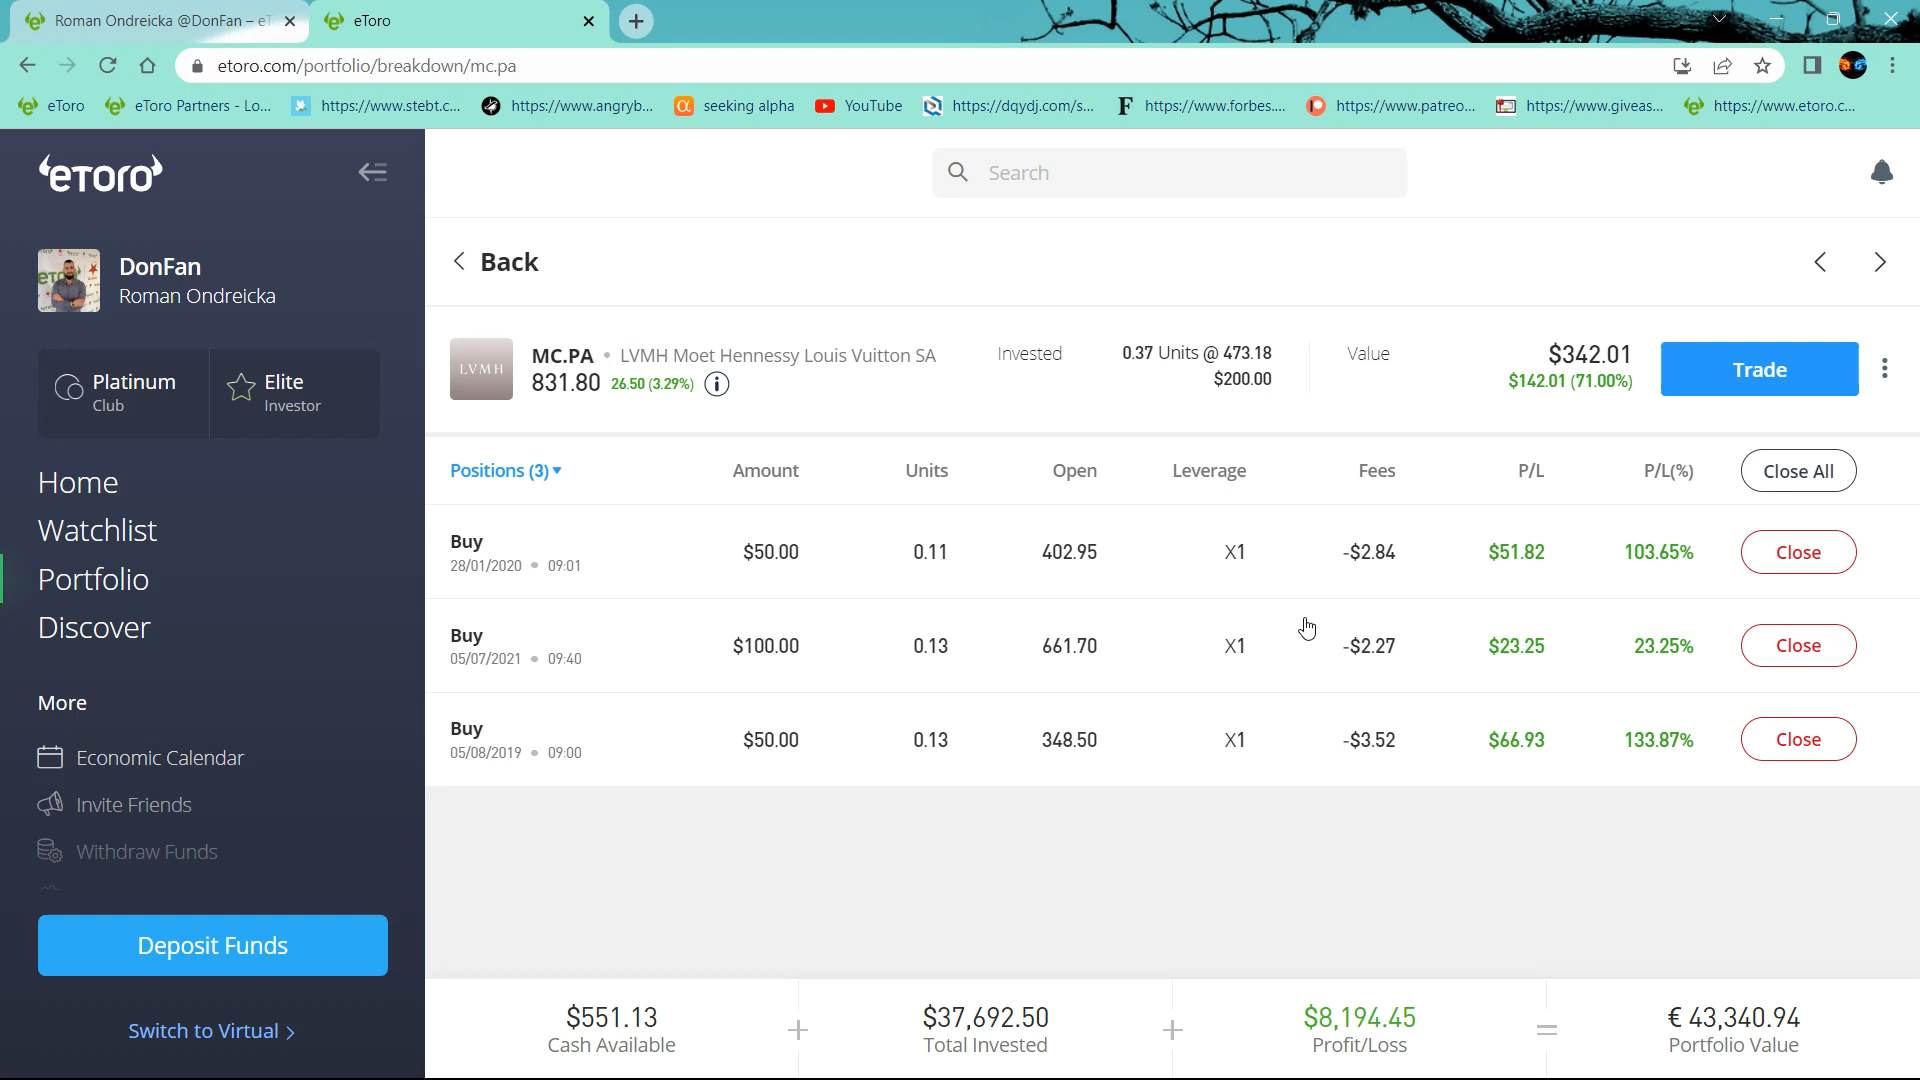 Roman Ondreicka @DonFan – eT
eToro
etoro.com/portfolio/breakdown/mc.pa
eToro
eToro Partners - Lo...
https://www.stebt.c...
https://www.angryb...
seeking alpha
YouTube
https://dqydj.com/s...
https://www.forbes....
https://www.patreo...
https://www.giveas...
https://www.etoro.c...
eToro
Search
DonFan
Roman Ondreicka
Platinum
Club
Elite
Investor
Home
Watchlist
Portfolio
Discover
More
Economic Calendar
Invite Friends
Withdraw Funds
Deposit Funds
Switch to Virtual >
Back
LVMH
MC.PA • LVMH Moet Hennessy Louis Vuitton SA
831.80 26.50 (3.29%)
Invested 0.37 Units @ 473.18
$200.00
Value $342.01
$142.01 (71.00%)
Trade
Positions (3) Amount Units Open Leverage Fees P/L P/L(%) Close All
Buy
28/01/2020 • 09:01
$50.00 0.11 402.95 X1 -$2.84 $51.82 103.65% Close
Buy
05/07/2021 • 09:40
$100.00 0.13 661.70 X1 -$2.27 $23.25 23.25% Close
Buy
05/08/2019 • 09:00
$50.00 0.13 348.50 X1 -$3.52 $66.93 133.87% Close
$551.13 + $37,692.50 + $8,194.45 = € 43,340.94
Cash Available Total Invested Profit/Loss Portfolio Value